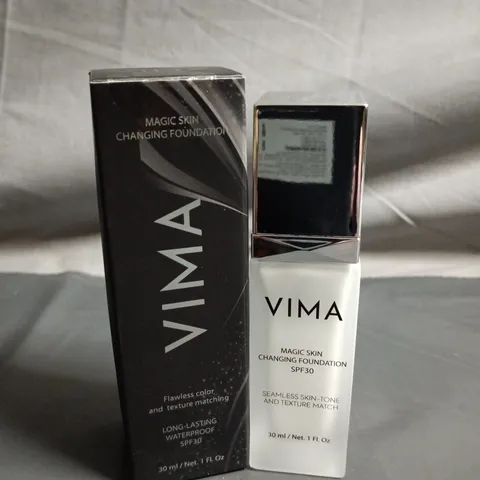 MAGIC SKIN
CHANGING FOUNDATION
VIMA
Flawless color
and texture matching
LONG-LASTING
WATERPROOF
SPF30
30 ml / Net. 1 Fl Oz
VIMA
MAGIC SKIN
CHANGING FOUNDATION
SPF30
SEAMLESS SKIN-TONE
AND TEXTURE MATCH
30 ml / Net. 1 Fl Oz